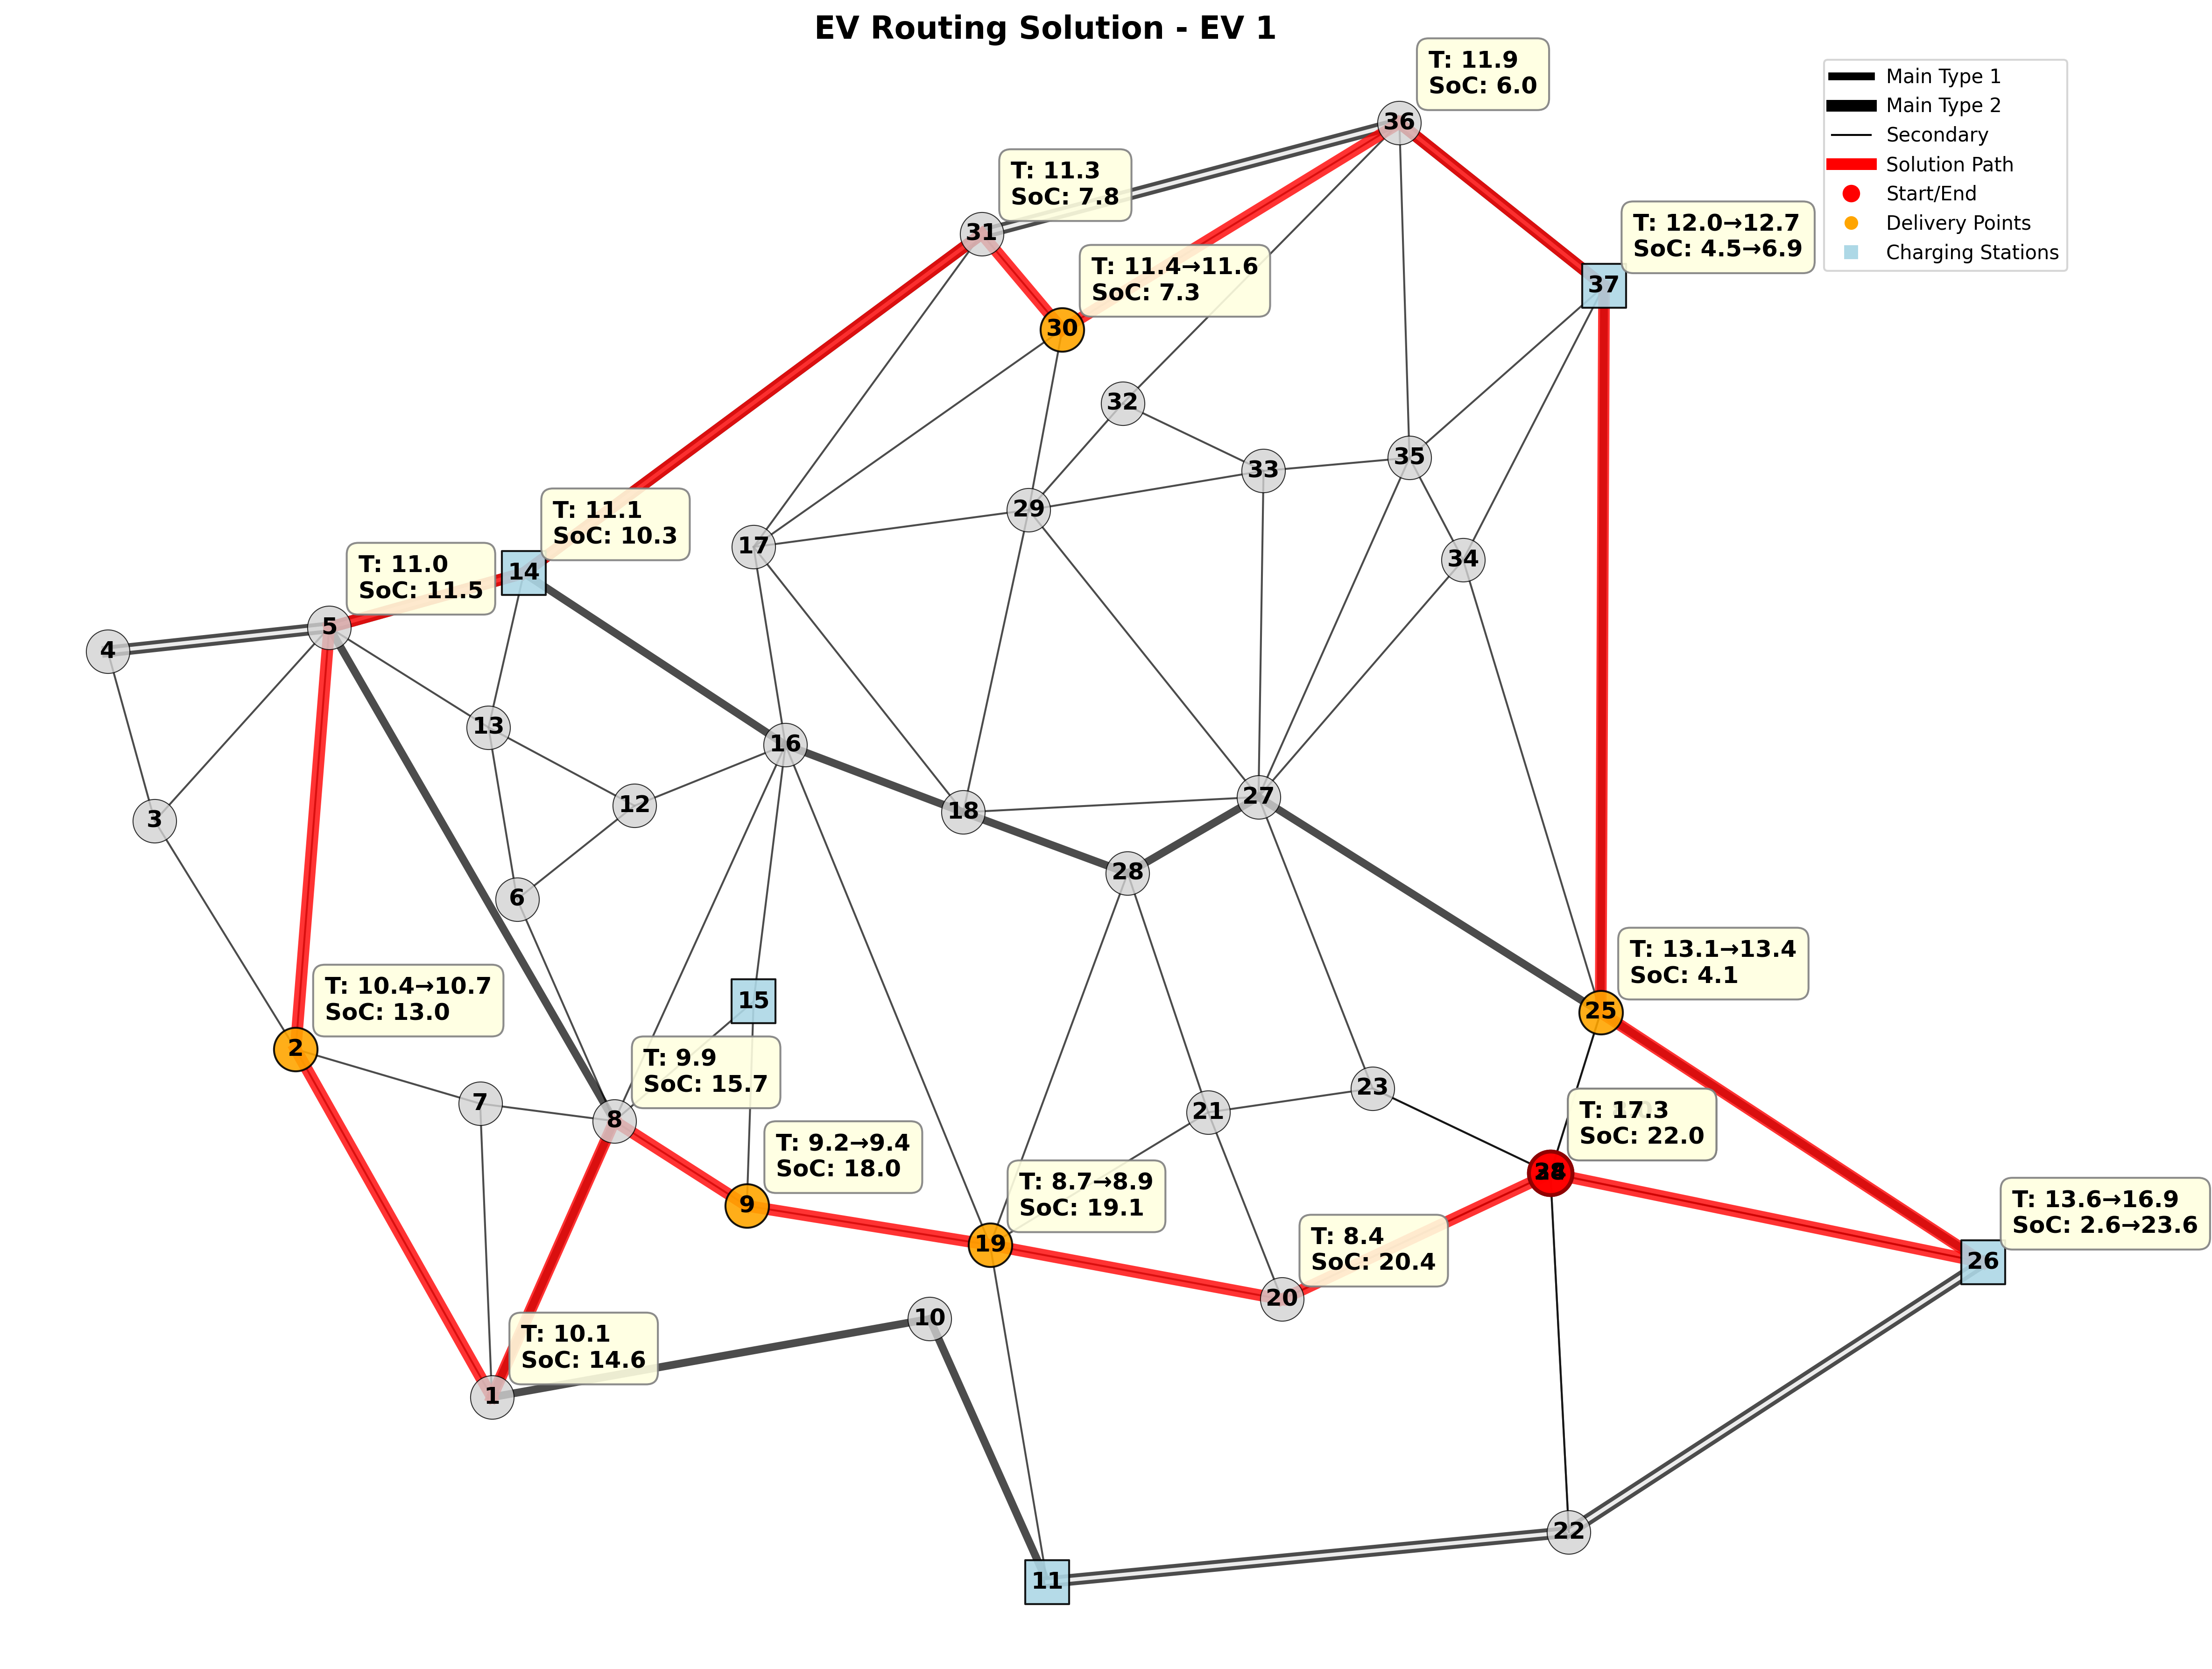 EV Routing Solution - EV 1
T: 11.9
SoC: 6.0
Main Type 1
Main Type 2
Secondary
Solution Path
Start/End
Delivery Points
Charging Stations
36
T: 11.3
SoC: 7.8
31
T: 12.0→12.7
SoC: 4.5→6.9
37
T: 11.4→11.6
SoC: 7.3
30
32
33
35
29
17
34
T: 11.1
SoC: 10.3
14
T: 11.0
SoC: 11.5
5
4
13
16
3
12
18
27
28
6
T: 13.1→13.4
SoC: 4.1
25
T: 10.4→10.7
SoC: 13.0
2
15
T: 9.9
SoC: 15.7
7
8
21
23
T: 17.3
SoC: 22.0
T: 9.2→9.4
SoC: 18.0
9
T: 8.7→8.9
SoC: 19.1
19
T: 13.6→16.9
SoC: 2.6→23.6
26
T: 8.4
SoC: 20.4
20
10
T: 10.1
SoC: 14.6
1
22
11